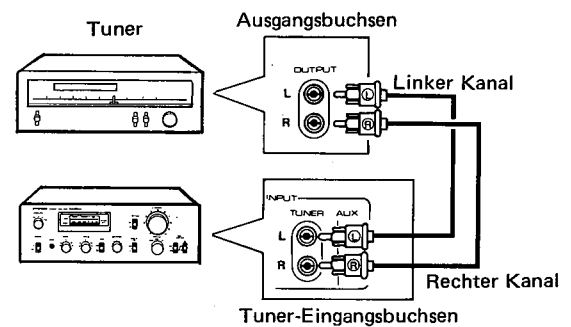 Tuner
Ausgangsbuchsen
OUTPUT
L
L
Linker Kanal
R
R
INPUT
TUNER AUX
L
L
R
R
Rechter Kanal
Tuner-Eingangsbuchsen